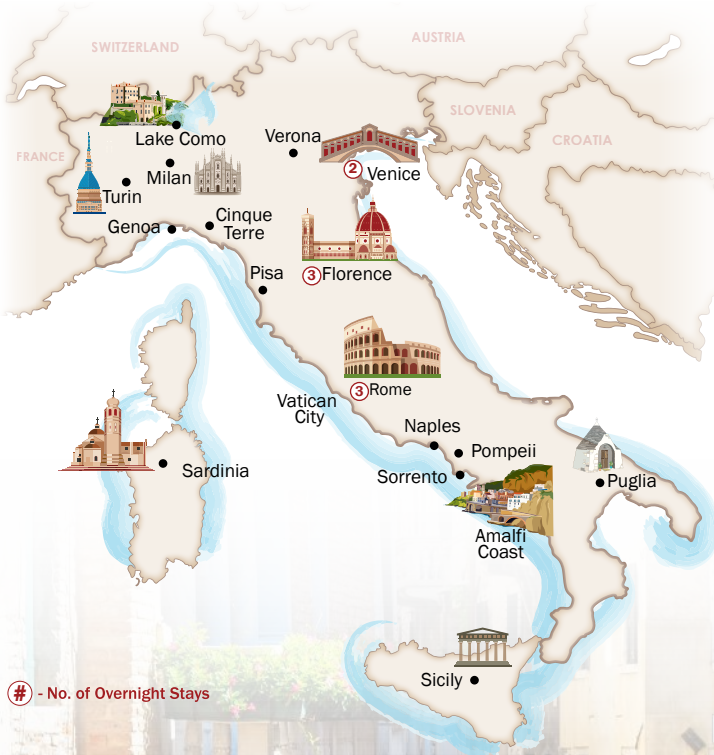 SWITZERLAND
AUSTRIA
SLOVENIA
CROATIA
FRANCE
Lake Como
Verona
2 Venice
Milan
Turin
Genoa
Cinque
Terre
Pisa
3 Florence
3 Rome
Vatican
City
Naples
Pompeii
Sorrento
Sardinia
Puglia
Amalfi
Coast
Sicily
# - No. of Overnight Stays